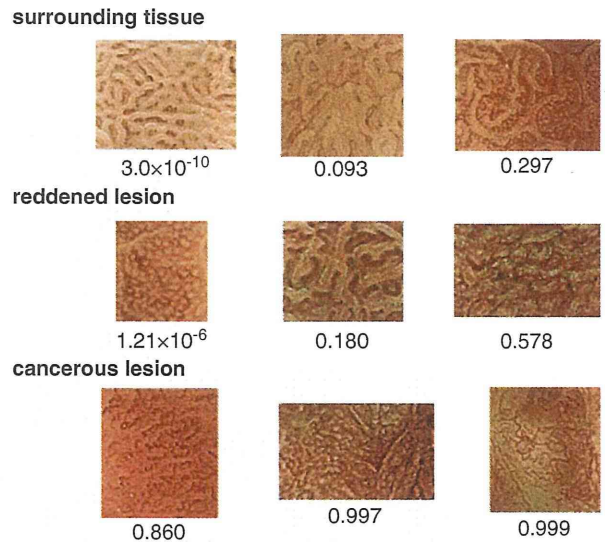 surrounding tissue
3.0×10⁻¹⁰ 0.093 0.297
reddened lesion
1.21×10⁻⁶ 0.180 0.578
cancerous lesion
0.860 0.997 0.999